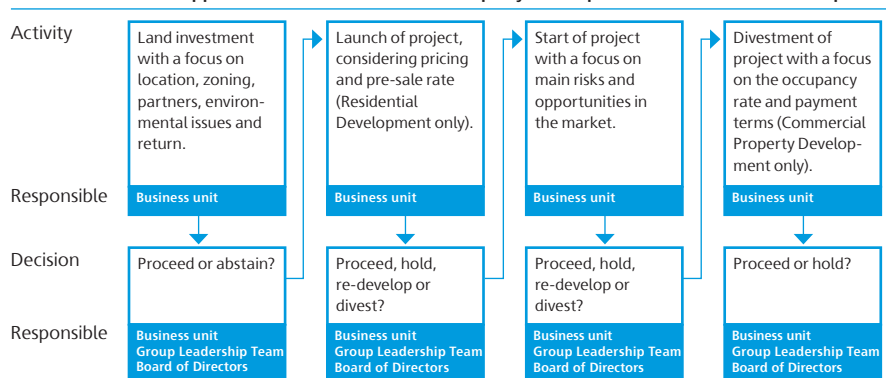 Activity
Land investment
with a focus on
location, zoning,
partners, environ-
mental issues and
return.
Launch of project,
considering pricing
and pre-sale rate
(Residential
Development only).
Start of project
with a focus on
main risks and
opportunities in
the market.
Divestment of
project with a focus
on the occupancy
rate and payment
terms (Commercial
Property Develop-
ment only).
Responsible
Business unit
Business unit
Business unit
Business unit
Decision
Proceed or abstain?
Proceed, hold,
re-develop or
divest?
Proceed, hold,
re-develop or
divest?
Proceed or hold?
Responsible
Business unit
Group Leadership Team
Board of Directors
Business unit
Group Leadership Team
Board of Directors
Business unit
Group Leadership Team
Board of Directors
Business unit
Group Leadership Team
Board of Directors